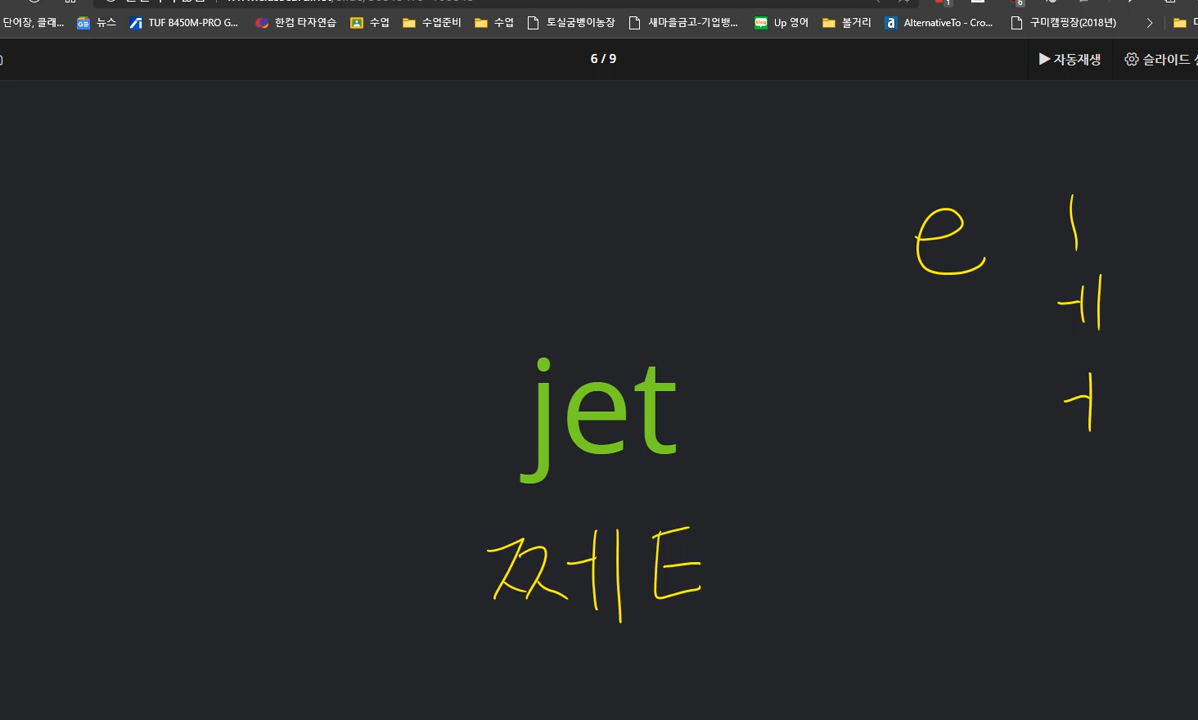 단어장, 클래... 뉴스 TUF B450M-PRO G... 한컴 타자연습 수업 수업준비 수업 토실굼뱅이농장 새마을금고-기업뱅... Up 영어 볼거리 AlternativeTo - Cro... 구미캠핑장(2018년)
6 / 9 자동재생 슬라이드
e ㅣ
ㅔ
ㅓ
jet
ㅉㅔㅌ